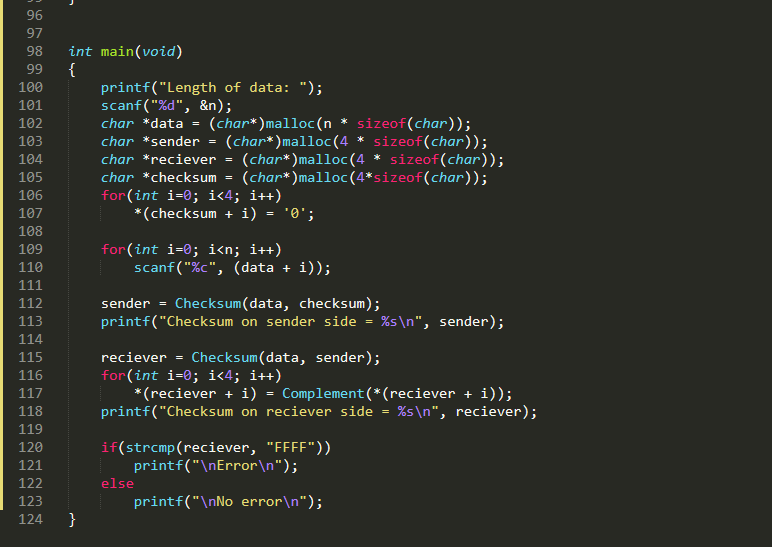 95 }
96
97
98 int main(void)
99 {
100 printf("Length of data: ");
101 scanf("%d", &n);
102 char *data = (char*)malloc(n * sizeof(char));
103 char *sender = (char*)malloc(4 * sizeof(char));
104 char *reciever = (char*)malloc(4 * sizeof(char));
105 char *checksum = (char*)malloc(4*sizeof(char));
106 for(int i=0; i<4; i++)
107 *(checksum + i) = '0';
108
109 for(int i=0; i<n; i++)
110 scanf("%c", (data + i));
111
112 sender = Checksum(data, checksum);
113 printf("Checksum on sender side = %s\n", sender);
114
115 reciever = Checksum(data, sender);
116 for(int i=0; i<4; i++)
117 *(reciever + i) = Complement(*(reciever + i));
118 printf("Checksum on reciever side = %s\n", reciever);
119
120 if(strcmp(reciever, "FFFF"))
121 printf("\nError\n");
122 else
123 printf("\nNo error\n");
124 }